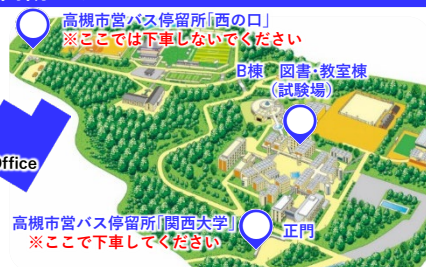 高槻市営バス停留所「西の口」
※ここでは下車しないでください
B棟　図書・教室棟
（試験場）
office
高槻市営バス停留所「関西大学」
※ここで下車してください
正門